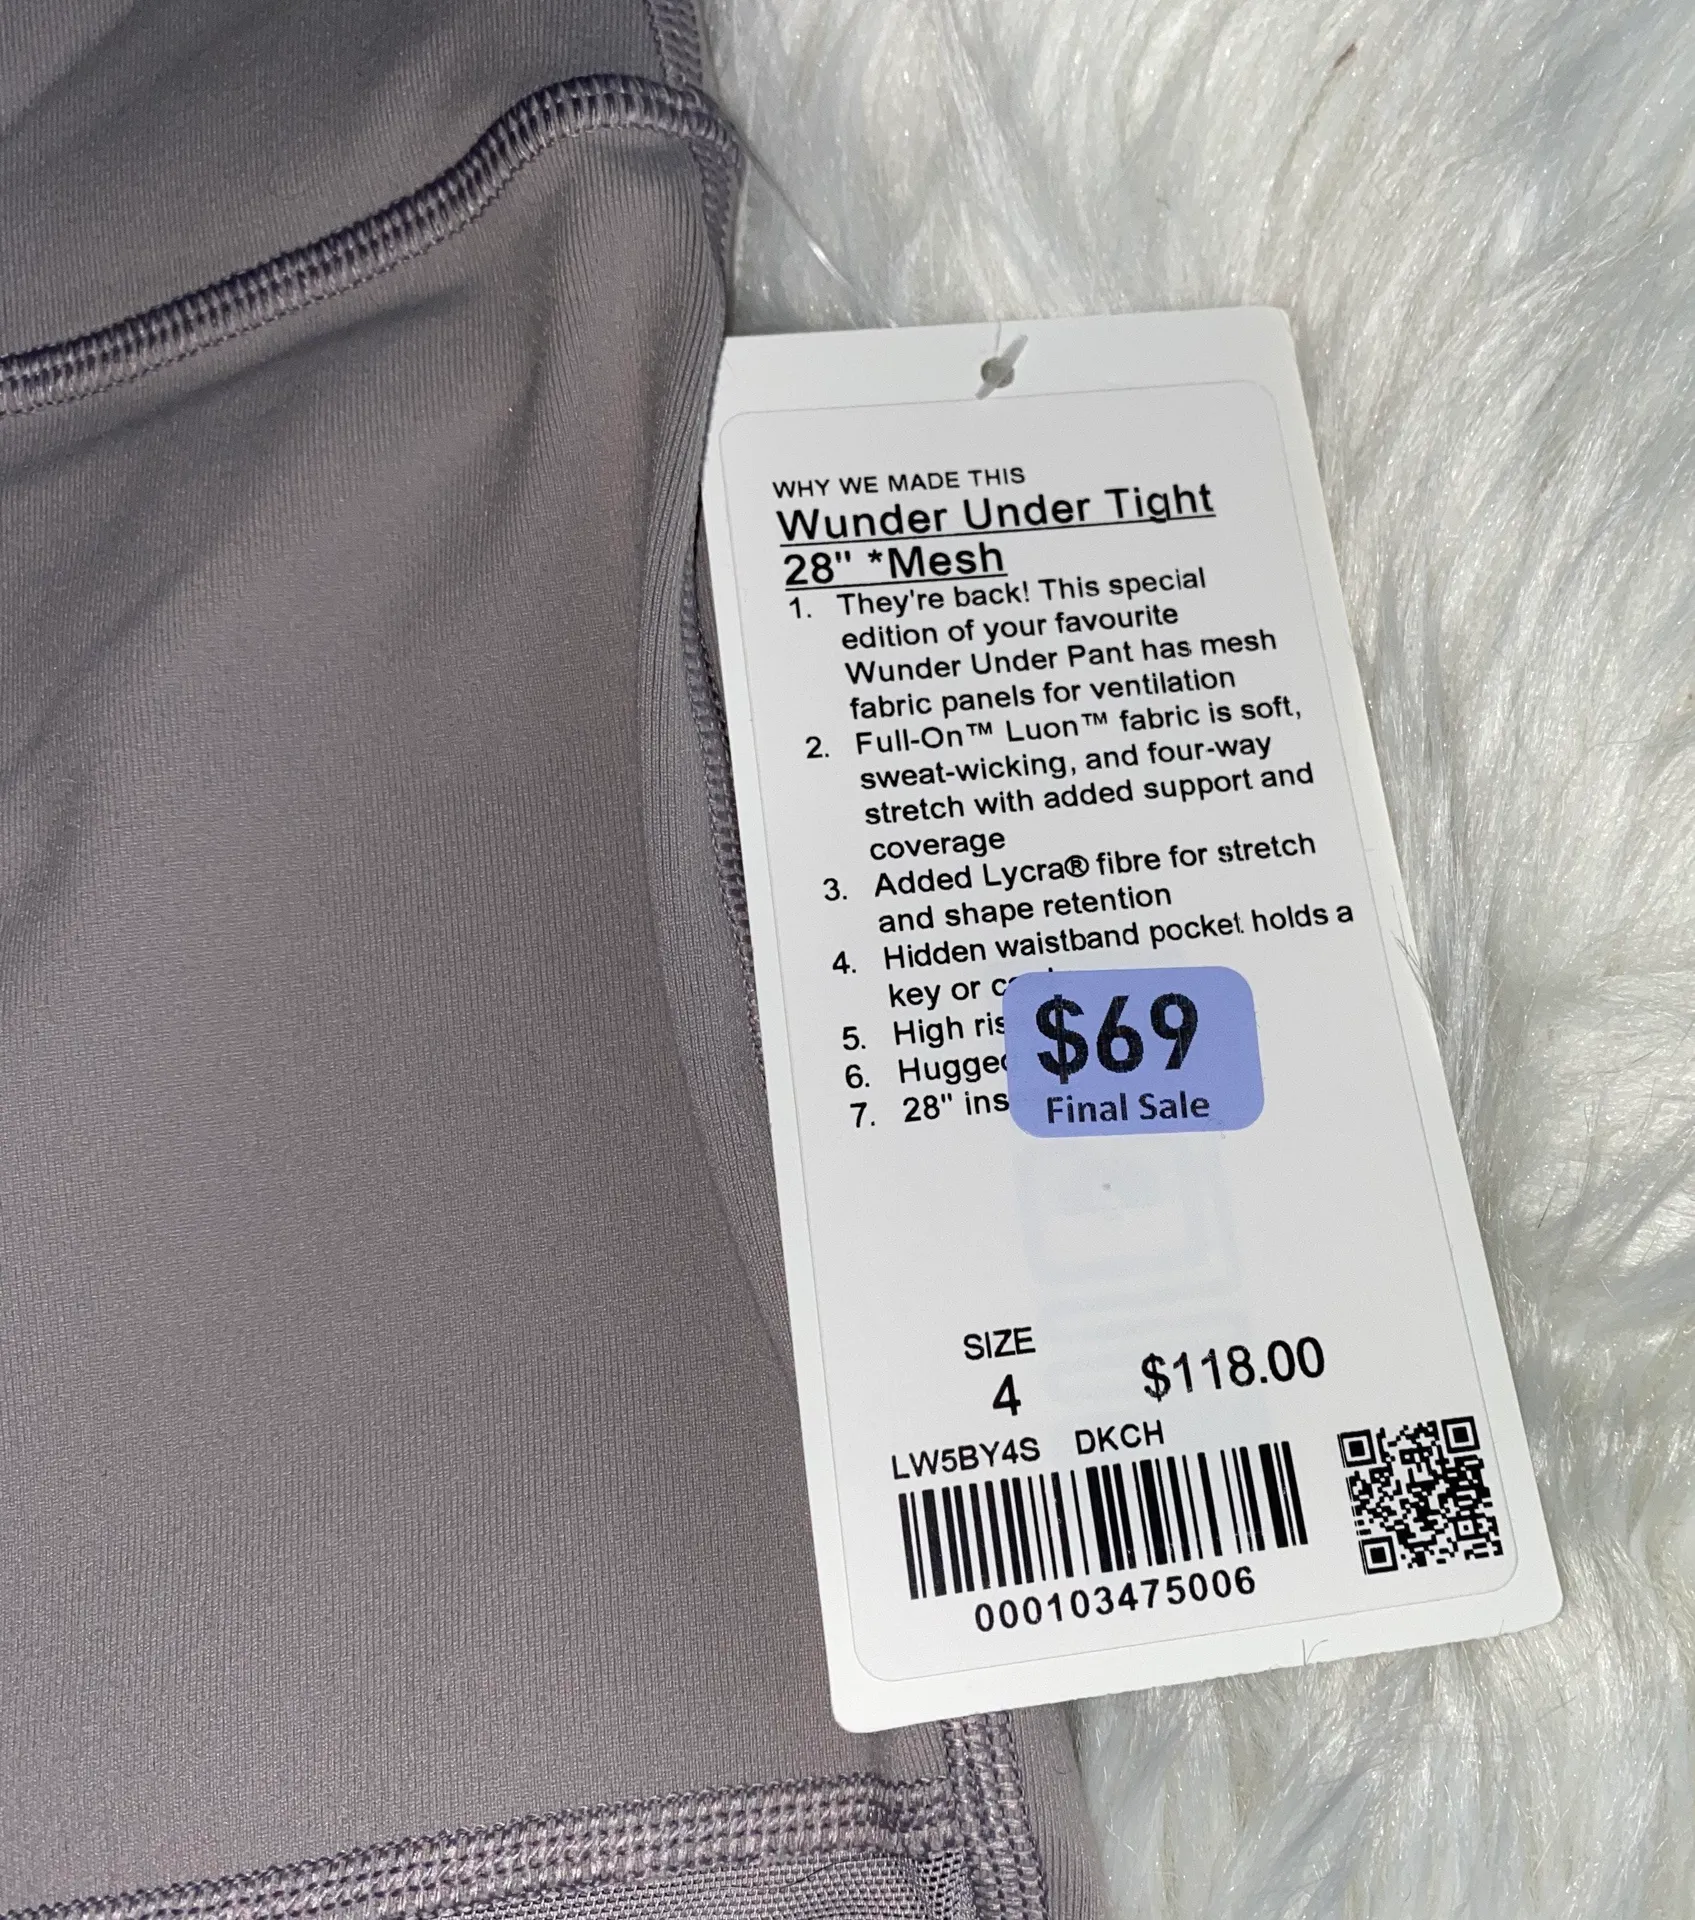 WHY WE MADE THIS
Wunder Under Tight
28" *Mesh
1. They're back! This special
edition of your favourite
Wunder Under Pant has mesh
fabric panels for ventilation
2. Full-On™ Luon™ fabric is soft,
sweat-wicking, and four-way
stretch with added support and
coverage
3. Added Lycra® fibre for stretch
and shape retention
4. Hidden waistband pocket holds a
key or
5. High
6.
7. 28"
$69
Final Sale
SIZE
4
$118.00
LW5BY4S DKCH
000103475006